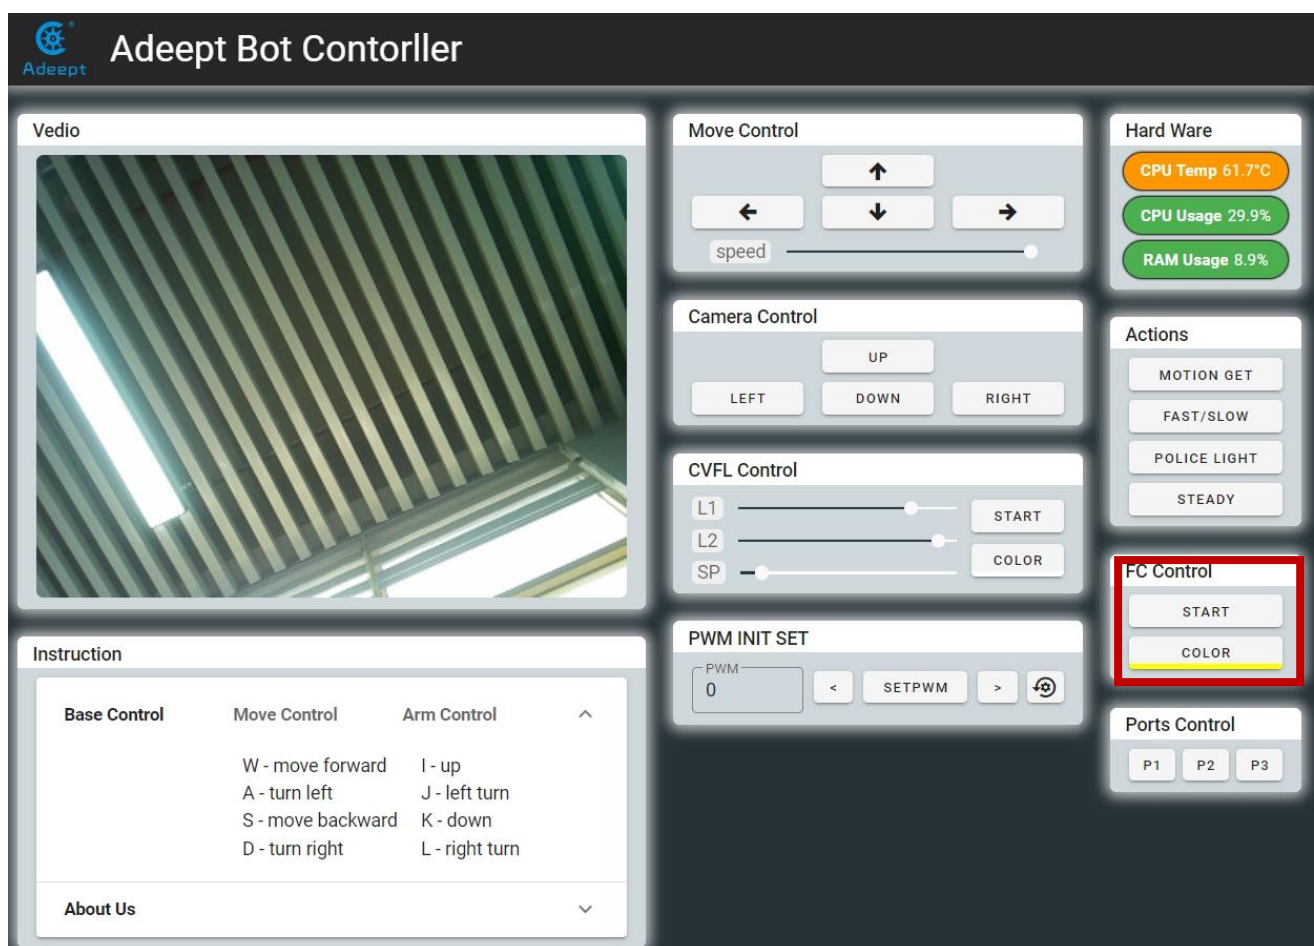 Adeept®
Adeept Bot Contorller
Vedio
Move Control
speed
Camera Control
UP
LEFT DOWN RIGHT
CVFL Control
L1
START
L2
COLOR
SP
PWM INIT SET
PWM
0 < SETPWM >
Hard Ware
CPU Temp 61.7°C
CPU Usage 29.9%
RAM Usage 8.9%
Actions
MOTION GET
FAST/SLOW
POLICE LIGHT
STEADY
FC Control
START
COLOR
Ports Control
P1 P2 P3
Instruction
Base Control Move Control Arm Control
W - move forward I - up
A - turn left J - left turn
S - move backward K - down
D - turn right L - right turn
About Us